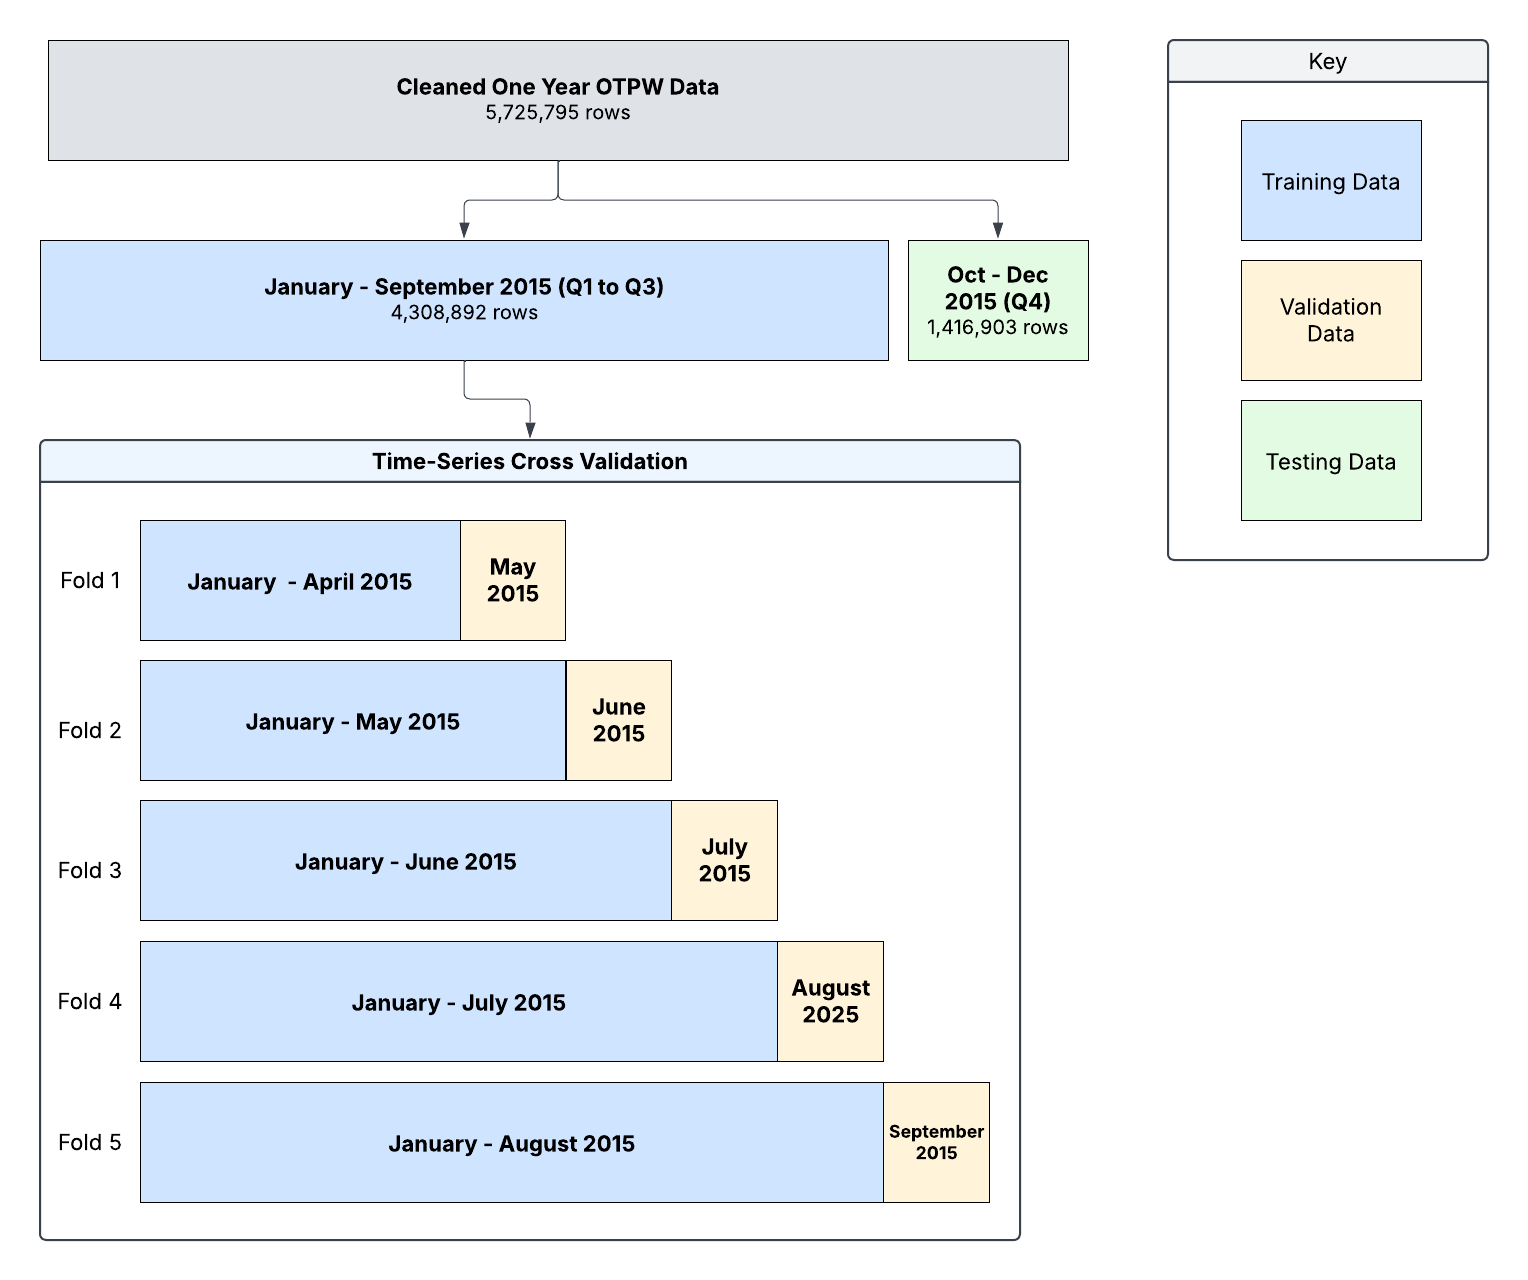 Cleaned One Year OTPW Data
5,725,795 rows
January - September 2015 (Q1 to Q3)
4,308,892 rows
Oct - Dec
2015 (Q4)
1,416,903 rows
Time-Series Cross Validation
Fold 1
January  - April 2015
May
2015
Fold 2
January - May 2015
June
2015
Fold 3
January - June 2015
July
2015
Fold 4
January - July 2015
August
2025
Fold 5
January - August 2015
September
2015
Key
Training Data
Validation
Data
Testing Data